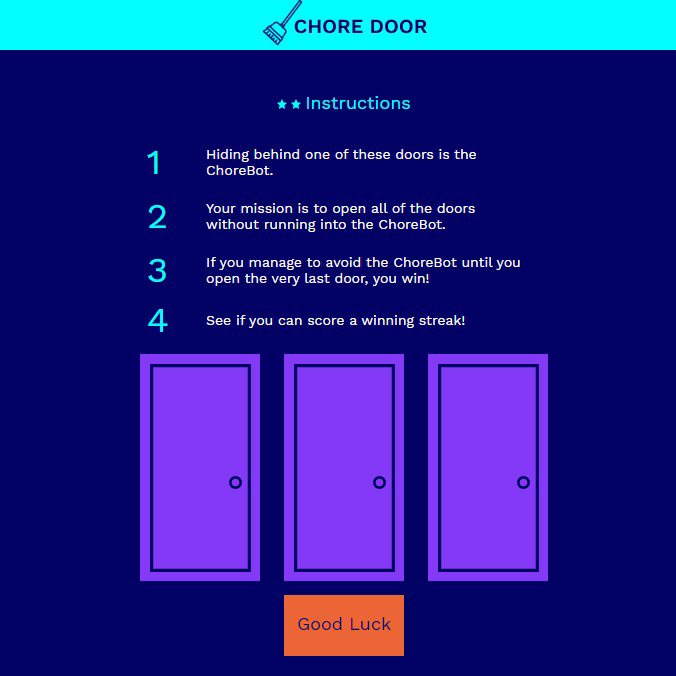 CHORE DOOR
Instructions
1
Hiding behind one of these doors is the
ChoreBot.
2
Your mission is to open all of the doors
without running into the ChoreBot.
3
If you manage to avoid the ChoreBot until you
open the very last door, you win!
4
See if you can score a winning streak!
Good Luck